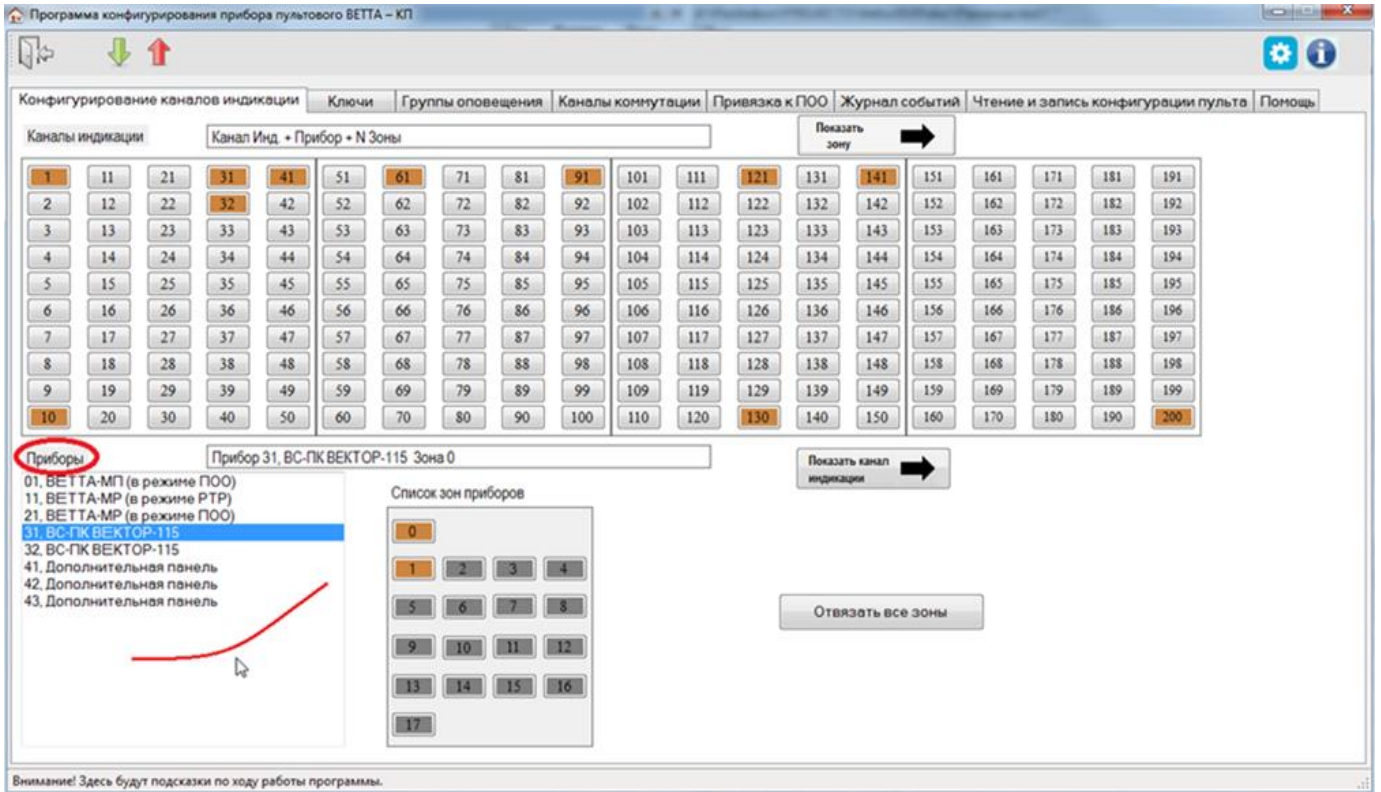 Программа конфигурирования прибора пультового ВЕТТА – КП
Конфигурирование каналов индикации Ключи Группы оповещения Каналы коммутации Привязка к ПОО Журнал событий Чтение и запись конфигурации пульта Помощь
Каналы индикации Канал Инд. + Прибор + N Зоны Показать зону
1 11 21 31 41 51 61 71 81 91 101 111 121 131 141 151 161 171 181 191
2 12 22 32 42 52 62 72 82 92 102 112 122 132 142 152 162 172 182 192
3 13 23 33 43 53 63 73 83 93 103 113 123 133 143 153 163 173 183 193
4 14 24 34 44 54 64 74 84 94 104 114 124 134 144 154 164 174 184 194
5 15 25 35 45 55 65 75 85 95 105 115 125 135 145 155 165 175 185 195
6 16 26 36 46 56 66 76 86 96 106 116 126 136 146 156 166 176 186 196
7 17 27 37 47 57 67 77 87 97 107 117 127 137 147 157 167 177 187 197
8 18 28 38 48 58 68 78 88 98 108 118 128 138 148 158 168 178 188 198
9 19 29 39 49 59 69 79 89 99 109 119 129 139 149 159 169 179 189 199
10 20 30 40 50 60 70 80 90 100 110 120 130 140 150 160 170 180 190 200
Приборы Прибор 31, ВС-ПК ВЕКТОР-115 Зона 0 Показать канал индикации
01, ВЕТТА-МП (в режиме ПОО)
11, ВЕТТА-МР (в режиме РТР)
21, ВЕТТА-МР (в режиме ПОО)
31, ВС-ПК ВЕКТОР-115
32, ВС-ПК ВЕКТОР-115
41, Дополнительная панель
42, Дополнительная панель
43, Дополнительная панель
Список зон приборов
0
1 2 3 4
5 6 7 8
9 10 11 12
13 14 15 16
17
Отвязать все зоны
Внимание! Здесь будут подсказки по ходу работы программы.